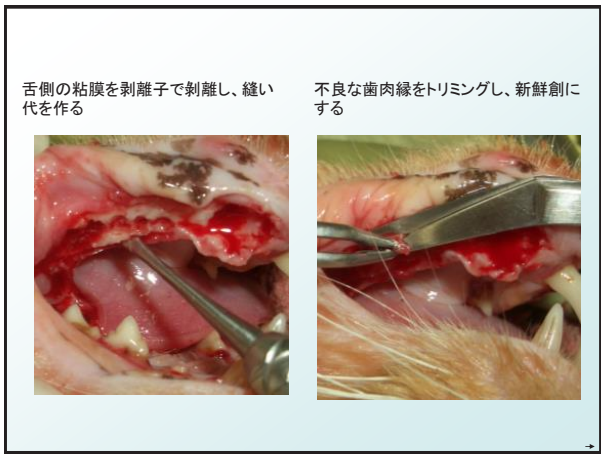 舌側の粘膜を剥離子で剝離し、縫い
代を作る
不良な歯肉縁をトリミングし、新鮮創に
する